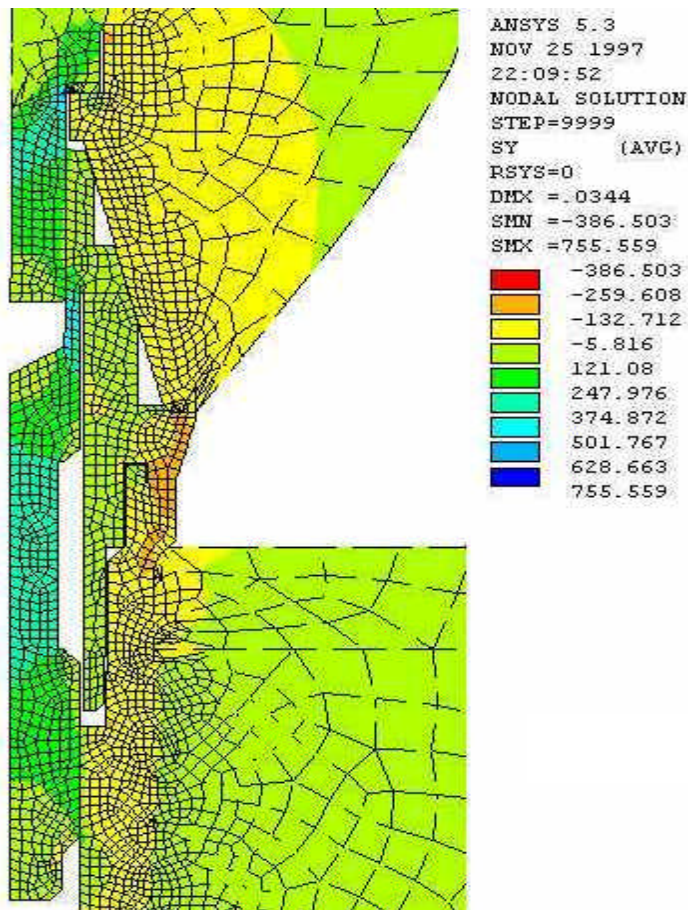 ANSYS 5.3
NOV 25 1997
22:09:52
NODAL SOLUTION
STEP=9999
SY (AVG)
RSYS=0
DMX =.0344
SMN =-386.503
SMX =755.559
-386.503
-259.608
-132.712
-5.816
121.08
247.976
374.872
501.767
628.663
755.559